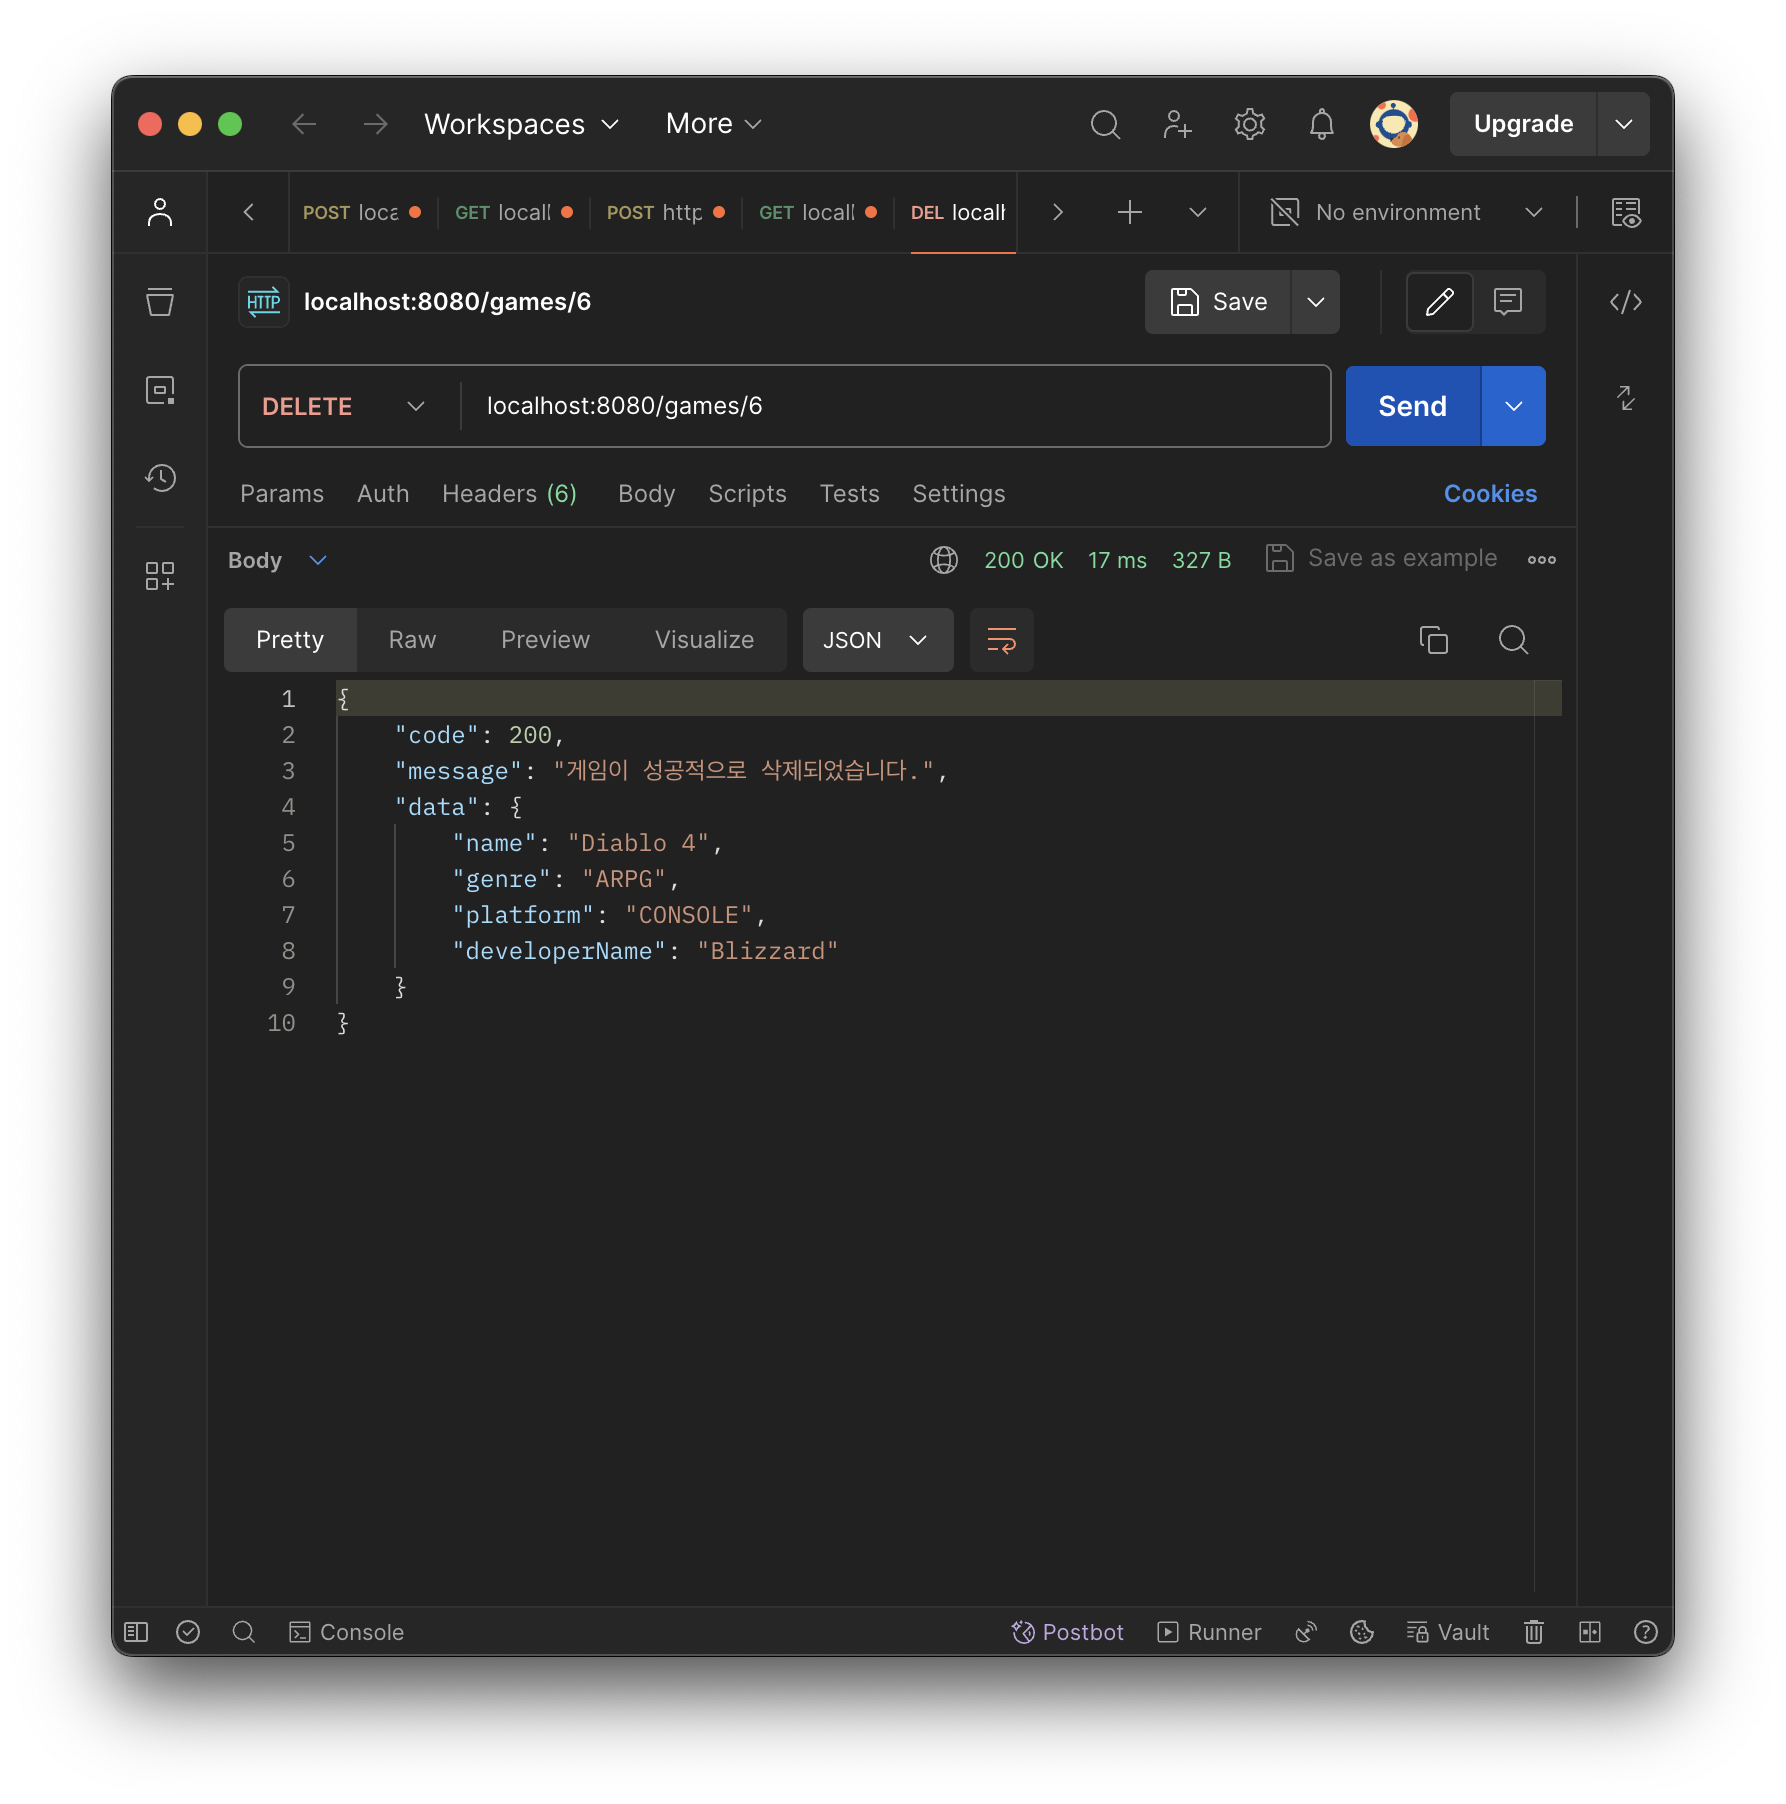 Workspaces More Upgrade
POST loca GET locall POST http GET locall DEL localh No environment
HTTP localhost:8080/games/6 Save
DELETE localhost:8080/games/6 Send
Params Auth Headers (6) Body Scripts Tests Settings Cookies
Body 200 OK 17 ms 327 B Save as example
Pretty Raw Preview Visualize JSON
1 {
2 "code": 200,
3 "message": "게임이 성공적으로 삭제되었습니다.",
4 "data": {
5 "name": "Diablo 4",
6 "genre": "ARPG",
7 "platform": "CONSOLE",
8 "developerName": "Blizzard"
9 }
10 }
Console Postbot Runner Vault